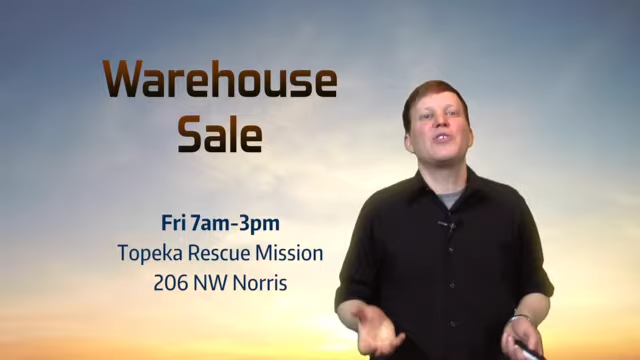 Warehouse
Sale
Fri 7am-3pm
Topeka Rescue Mission
206 NW Norris